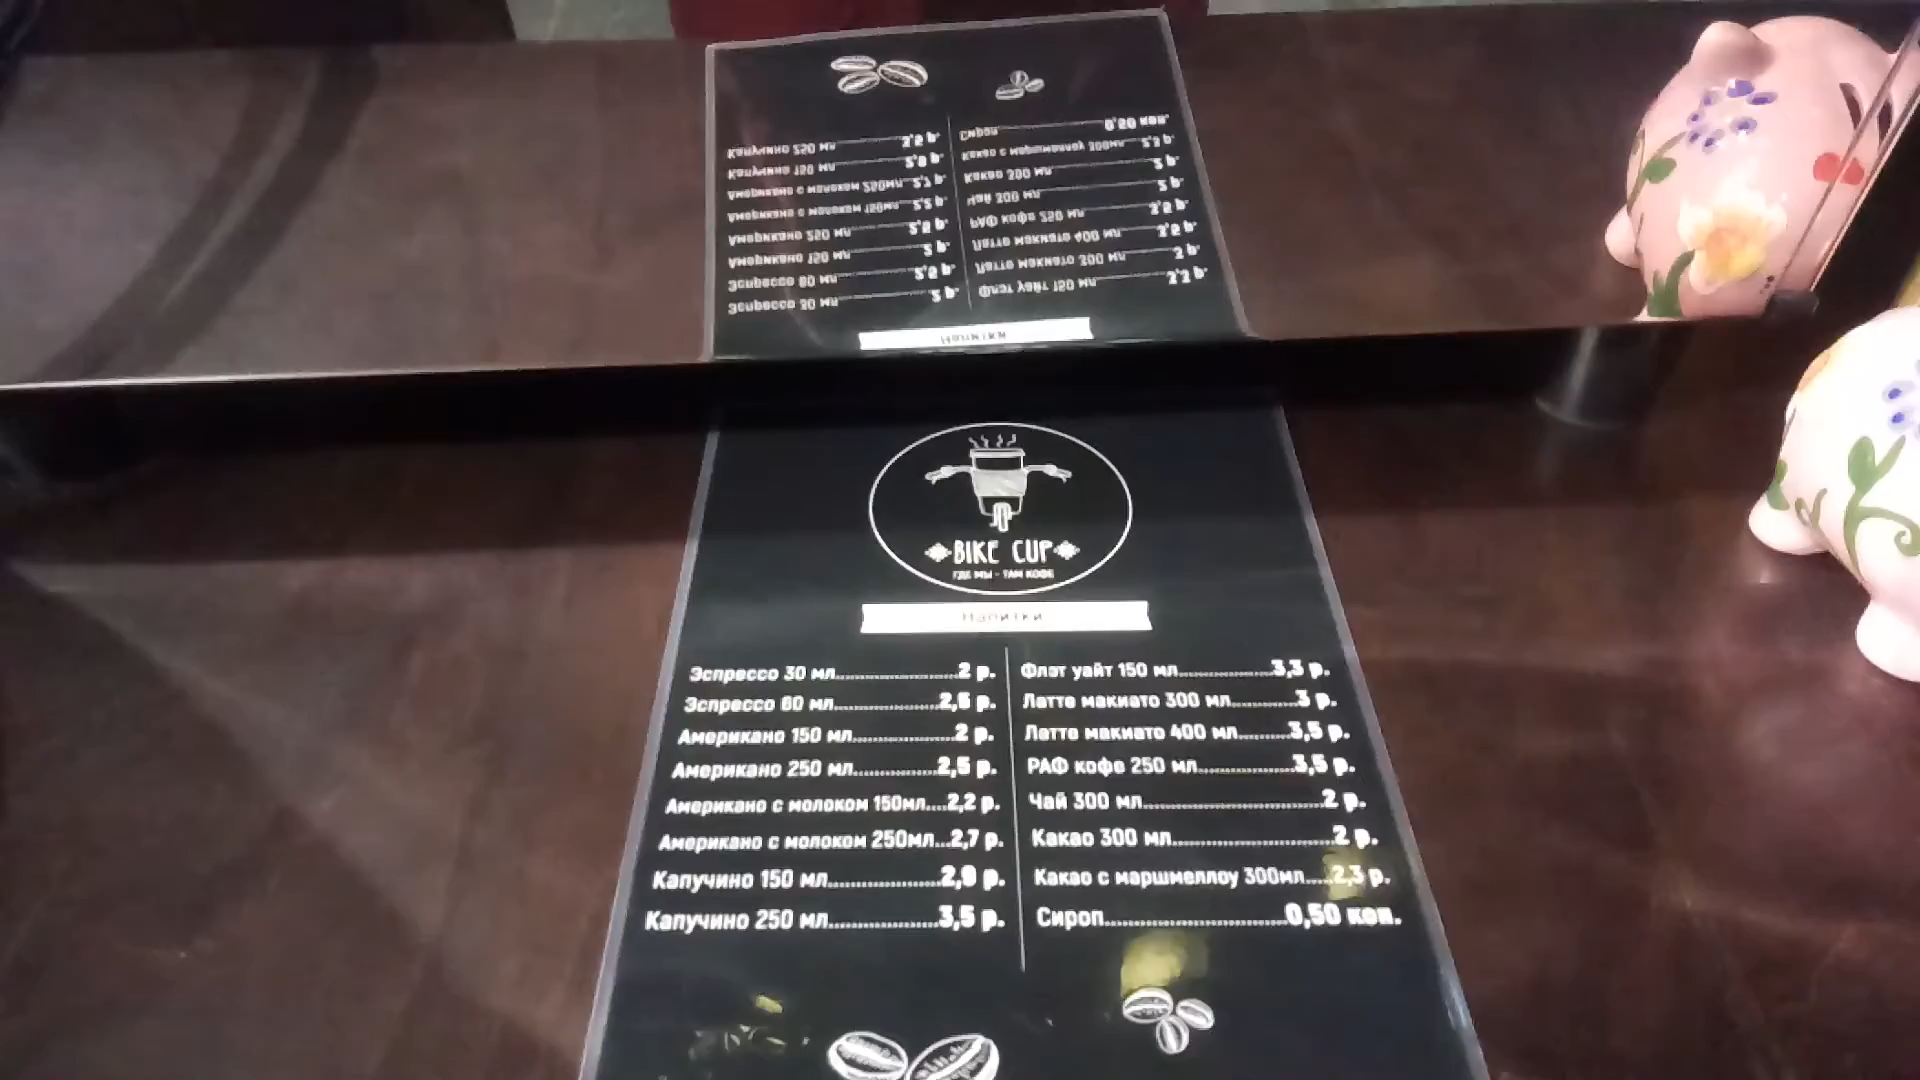 BIKE CUP
ГДЕ МЫ - ТАМ КОФЕ
Напитки
Эспрессо 30 мл 2 р.
Эспрессо 60 мл 2,5 р.
Американо 150 мл 2 р.
Американо 250 мл 2,5 р.
Американо с молоком 150мл 2,2 р.
Американо с молоком 250мл 2,7 р.
Капучино 150 мл 2,8 р.
Капучино 250 мл 3,5 р.
Флэт уайт 150 мл 3,3 р.
Латте макиато 300 мл 3 р.
Латте макиато 400 мл 3,5 р.
РАФ кофе 250 мл 3,5 р.
Чай 300 мл 2 р.
Какао 300 мл 2 р.
Какао с маршмеллоу 300мл 2,3 р.
Сироп 0,50 коп.